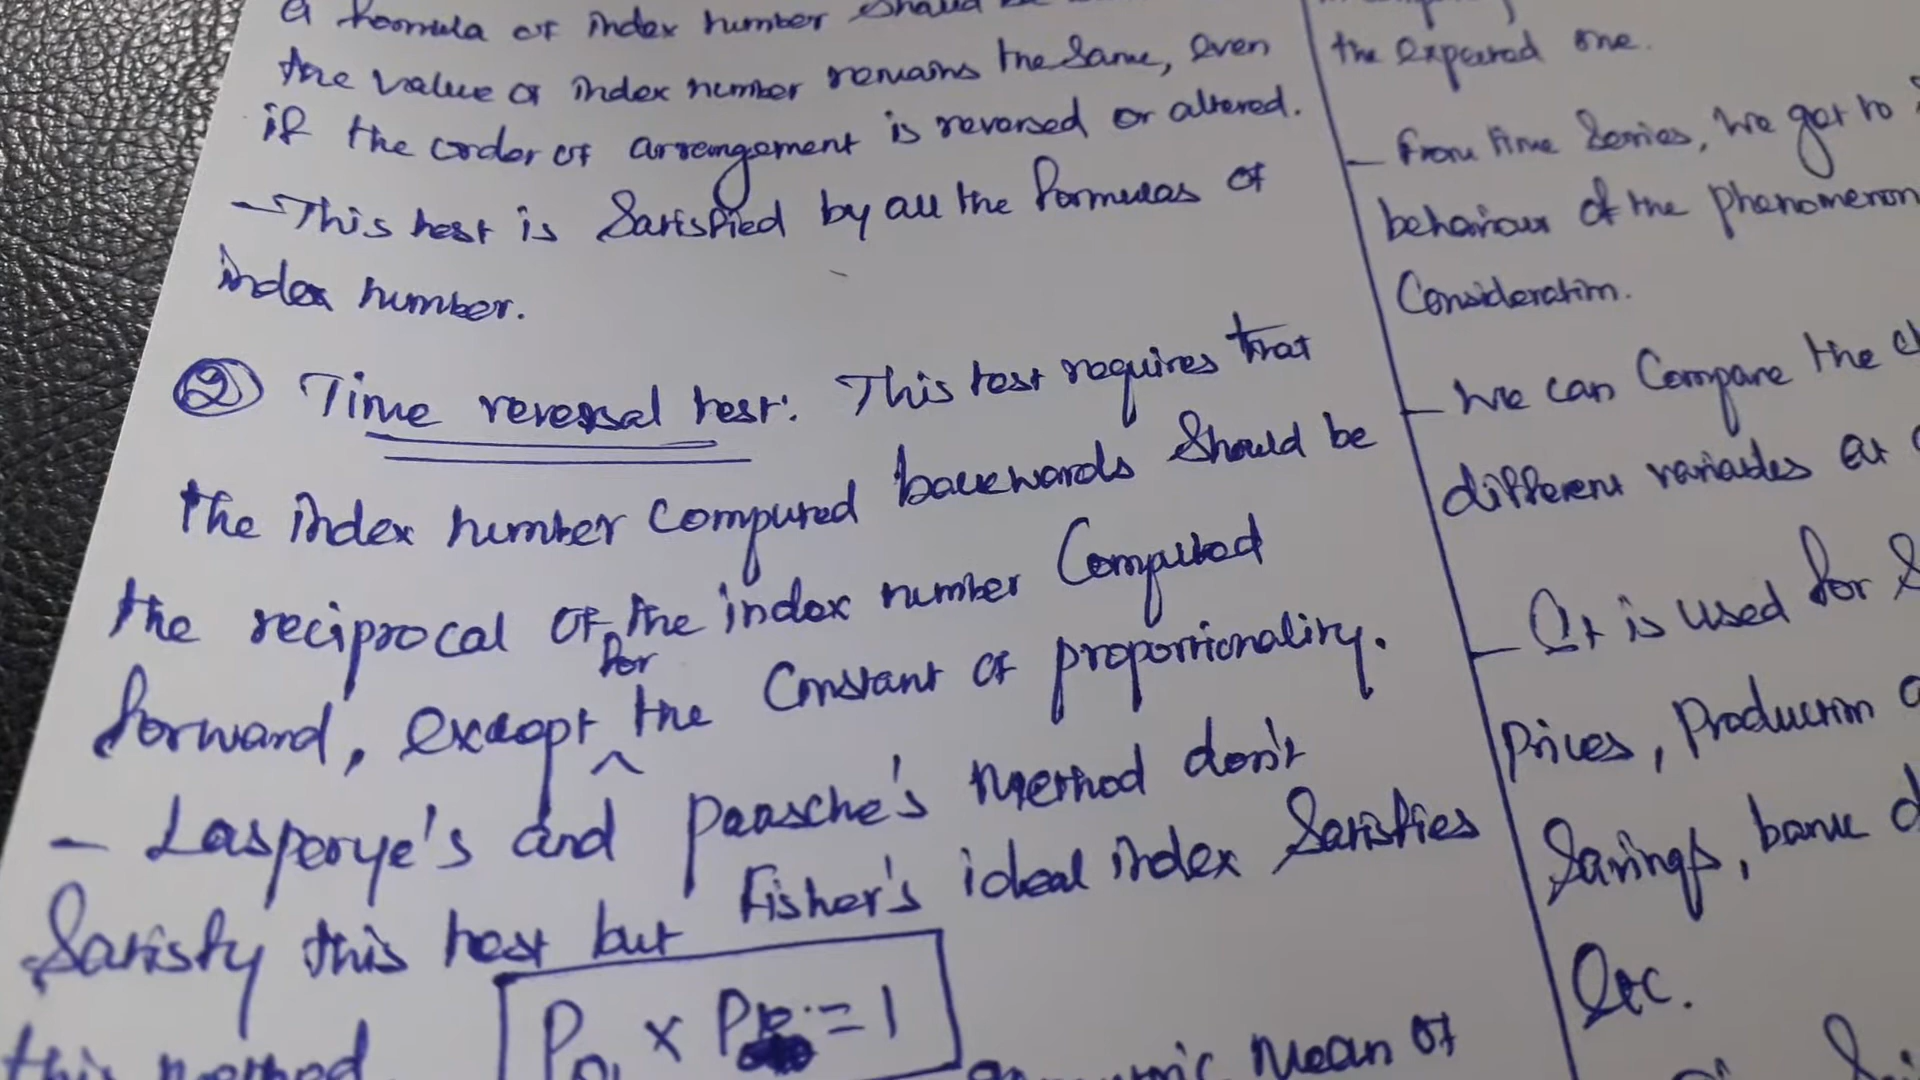 a formula of index number should
the value of index number remains the same, even
if the order of arrangement is reversed or altered.
- This test is Satisfied by all the formulas of
index number.
② Time reversal test: This test requires that
the index number computed backwards Should be
the reciprocal of the index number Computed
forward, except for the Constant of proportionality.
- Lasperye's and paasche's method don't
Satisfy this test but Fisher's ideal index Satisfies
this method.
P01 x P = 1
Mean of
the expected one.
- From time Series, we get to
behaviour of the phenomenon
Consideration.
- We can Compare the
different variables at
- It is used for
prices, production
Savings, bank
etc.